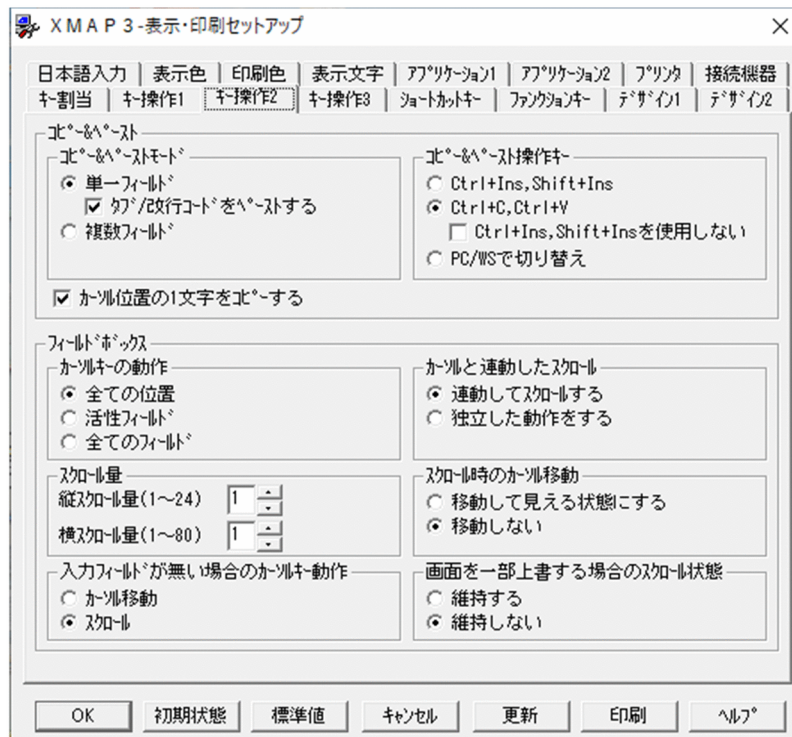 XMAP3-表示・印刷セットアップ
日本語入力 表示色 印刷色 表示文字 ｱﾌﾟﾘｹｰｼｮﾝ1 ｱﾌﾟﾘｹｰｼｮﾝ2 ﾌﾟﾘﾝﾀ 接続機器
ｷｰ割当 ｷｰ操作1 ｷｰ操作2 ｷｰ操作3 ｼｮｰﾄｶｯﾄｷｰ ﾌｧﾝｸｼｮﾝｷｰ ﾃﾞｻﾞｲﾝ1 ﾃﾞｻﾞｲﾝ2
ｺﾋﾟｰ&ﾍﾟｰｽﾄ
ｺﾋﾟｰ&ﾍﾟｰｽﾄﾓｰﾄﾞ
単一ﾌｨｰﾙﾄﾞ
ﾀﾌﾞ/改行ｺｰﾄﾞをﾍﾟｰｽﾄする
複数ﾌｨｰﾙﾄﾞ
ｺﾋﾟｰ&ﾍﾟｰｽﾄ操作ｷｰ
Ctrl+Ins,Shift+Ins
Ctrl+C,Ctrl+V
Ctrl+Ins,Shift+Insを使用しない
PC/WSで切り替え
ｶｰｿﾙ位置の1文字をｺﾋﾟｰする
ﾌｨｰﾙﾄﾞﾎﾞｯｸｽ
ｶｰｿﾙｷｰの動作
全ての位置
活性ﾌｨｰﾙﾄﾞ
全てのﾌｨｰﾙﾄﾞ
ｶｰｿﾙと連動したｽｸﾛｰﾙ
連動してｽｸﾛｰﾙする
独立した動作をする
ｽｸﾛｰﾙ量
縦ｽｸﾛｰﾙ量(1～24) 1
横ｽｸﾛｰﾙ量(1～80) 1
ｽｸﾛｰﾙ時のｶｰｿﾙ移動
移動して見える状態にする
移動しない
入力ﾌｨｰﾙﾄﾞが無い場合のｶｰｿﾙｷｰ動作
ｶｰｿﾙ移動
ｽｸﾛｰﾙ
画面を一部上書する場合のｽｸﾛｰﾙ状態
維持する
維持しない
OK 初期状態 標準値 ｷｬﾝｾﾙ 更新 印刷 ﾍﾙﾌﾟ